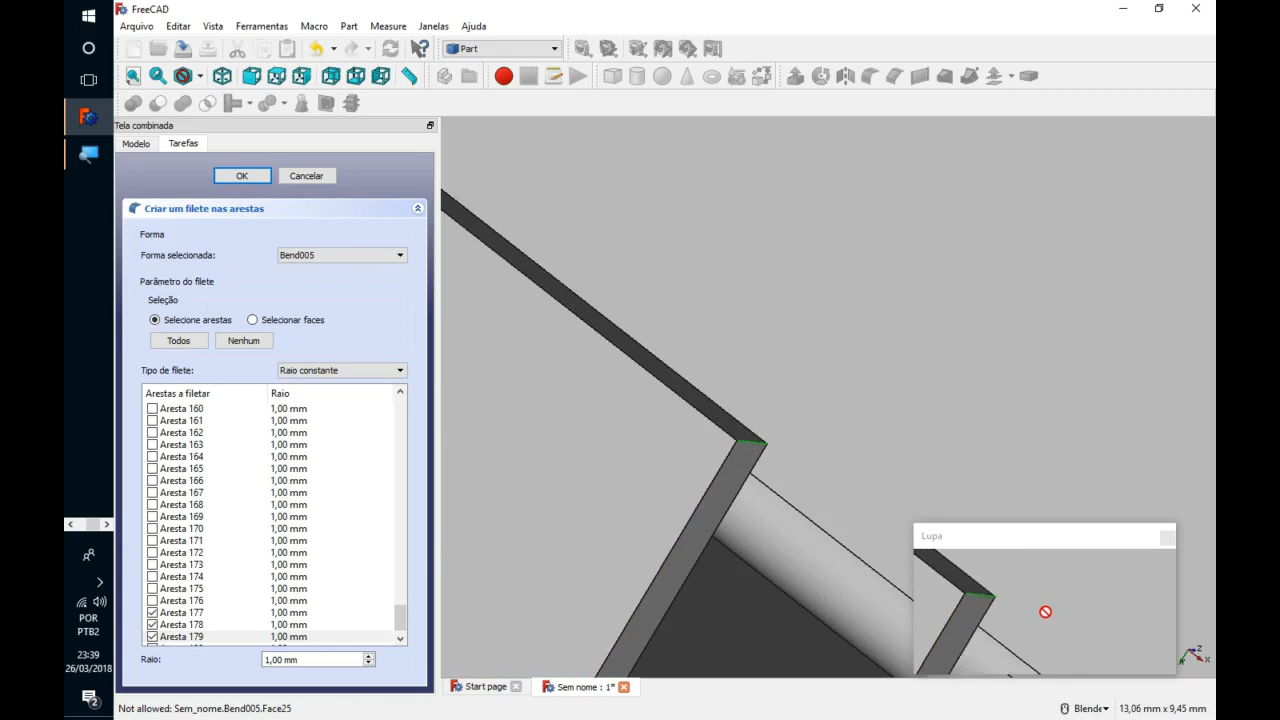 FreeCAD
Arquivo Editar Vista Ferramentas Macro Part Measure Janelas Ajuda
Part
Tela combinada
Modelo Tarefas
OK Cancelar
Criar um filete nas arestas
Forma
Forma selecionada: Bend005
Parâmetro do filete
Seleção
Selecione arestas Selecionar faces
Todos Nenhum
Tipo de filete: Raio constante
Arestas a filetar Raio
Aresta 160 1,00 mm
Aresta 161 1,00 mm
Aresta 162 1,00 mm
Aresta 163 1,00 mm
Aresta 164 1,00 mm
Aresta 165 1,00 mm
Aresta 166 1,00 mm
Aresta 167 1,00 mm
Aresta 168 1,00 mm
Aresta 169 1,00 mm
Aresta 170 1,00 mm
Aresta 171 1,00 mm
Aresta 172 1,00 mm
Aresta 173 1,00 mm
Aresta 174 1,00 mm
Aresta 175 1,00 mm
Aresta 176 1,00 mm
Aresta 177 1,00 mm
Aresta 178 1,00 mm
Aresta 179 1,00 mm
Raio: 1,00 mm
Lupa
Z
X
Start page Sem nome : 1*
Not allowed: Sem_nome.Bend005.Face25
Blende 13,06 mm x 9,45 mm
POR
PTB2
23:39
26/03/2018
2